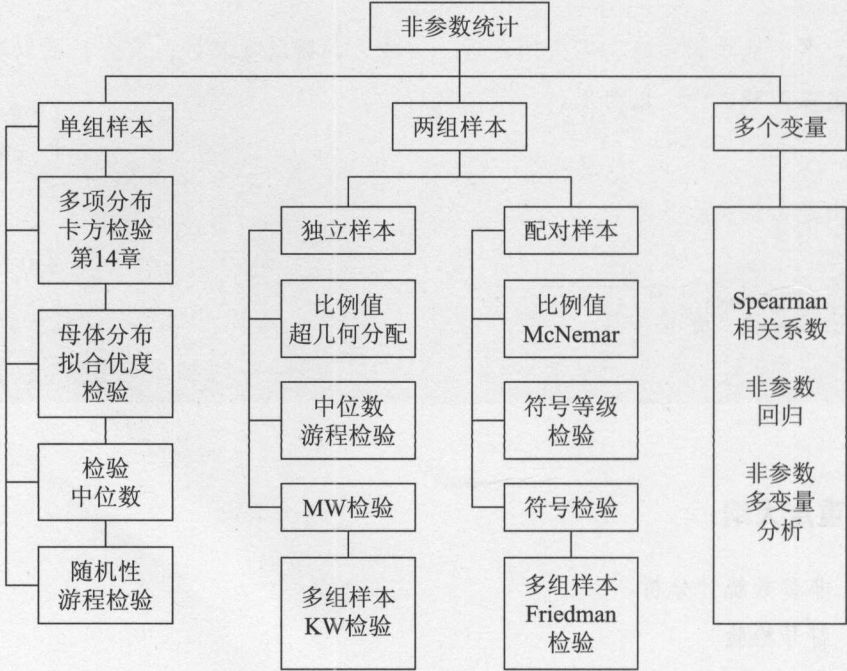 非参数统计
单组样本
两组样本
多个变量
多项分布
卡方检验
第14章
母体分布
拟合优度
检验
检验
中位数
随机性
游程检验
独立样本
比例值
超几何分配
中位数
游程检验
MW检验
多组样本
KW检验
配对样本
比例值
McNemar
符号等级
检验
符号检验
多组样本
Friedman
检验
Spearman
相关系数
非参数
回归
非参数
多变量
分析